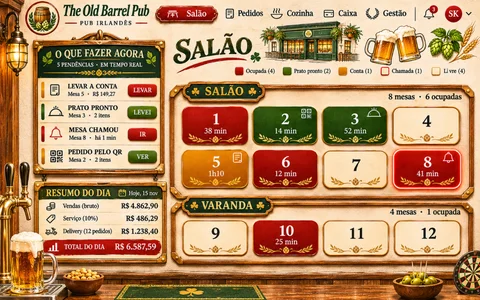 The Old Barrel Pub
PUB IRLANDÊS
Salão
Pedidos
Cozinha
Caixa
Gestão
SK
SALÃO
Ocupada (4)
Prato pronto (2)
Conta (1)
Chamada (1)
Livre (4)
O QUE FAZER AGORA
5 PENDÊNCIAS - EM TEMPO REAL
LEVAR A CONTA
Mesa 5 • R$ 149,27
LEVAR
PRATO PRONTO
Mesa 3 • 2 itens
LEVEI
MESA CHAMOU
Mesa 8 • há 1 min
IR
PEDIDO PELO QR
Mesa 2 • 2 itens
VER
RESUMO DO DIA
Hoje, 15 nov
Vendas (bruto) R$ 4.862,90
Serviço (10%) R$ 486,29
Delivery (12 pedidos) R$ 1.238,40
TOTAL DO DIA R$ 6.587,59
SALÃO
8 mesas • 6 ocupadas
1
38 min
2
14 min
3
52 min
4
5
1h10
6
12 min
7
8
41 min
VARANDA
4 mesas • 1 ocupada
9
10
25 min
11
12